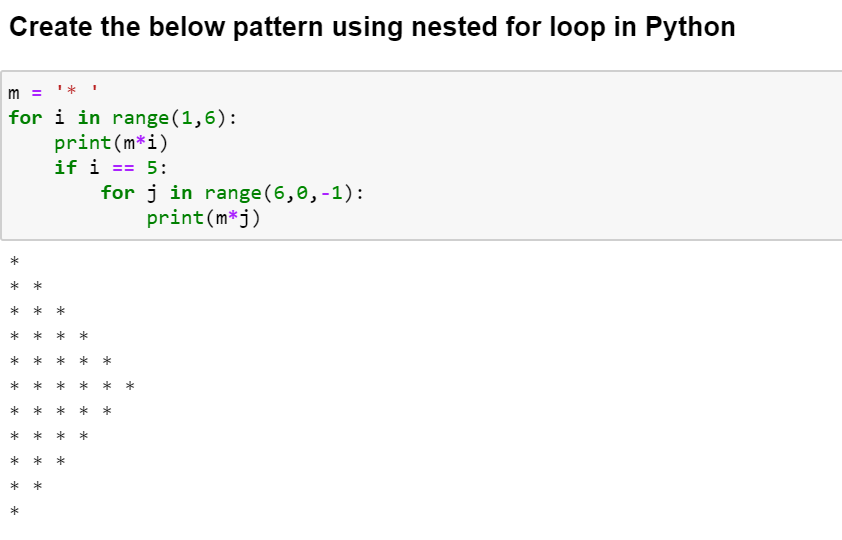 Create the below pattern using nested for loop in Python
m = '* '
for i in range(1,6):
    print(m*i)
    if i == 5:
        for j in range(6,0,-1):
            print(m*j)
*
* *
* * *
* * * *
* * * * *
* * * * * *
* * * * *
* * * *
* * *
* *
*